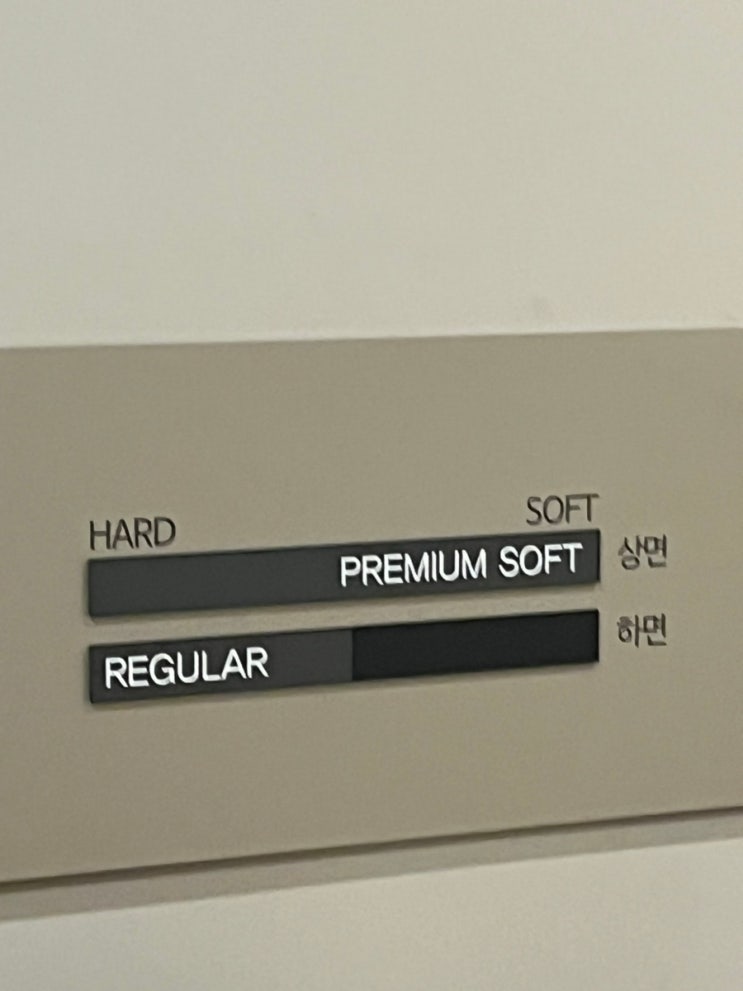 HARD SOFT
PREMIUM SOFT 상면
REGULAR 하면